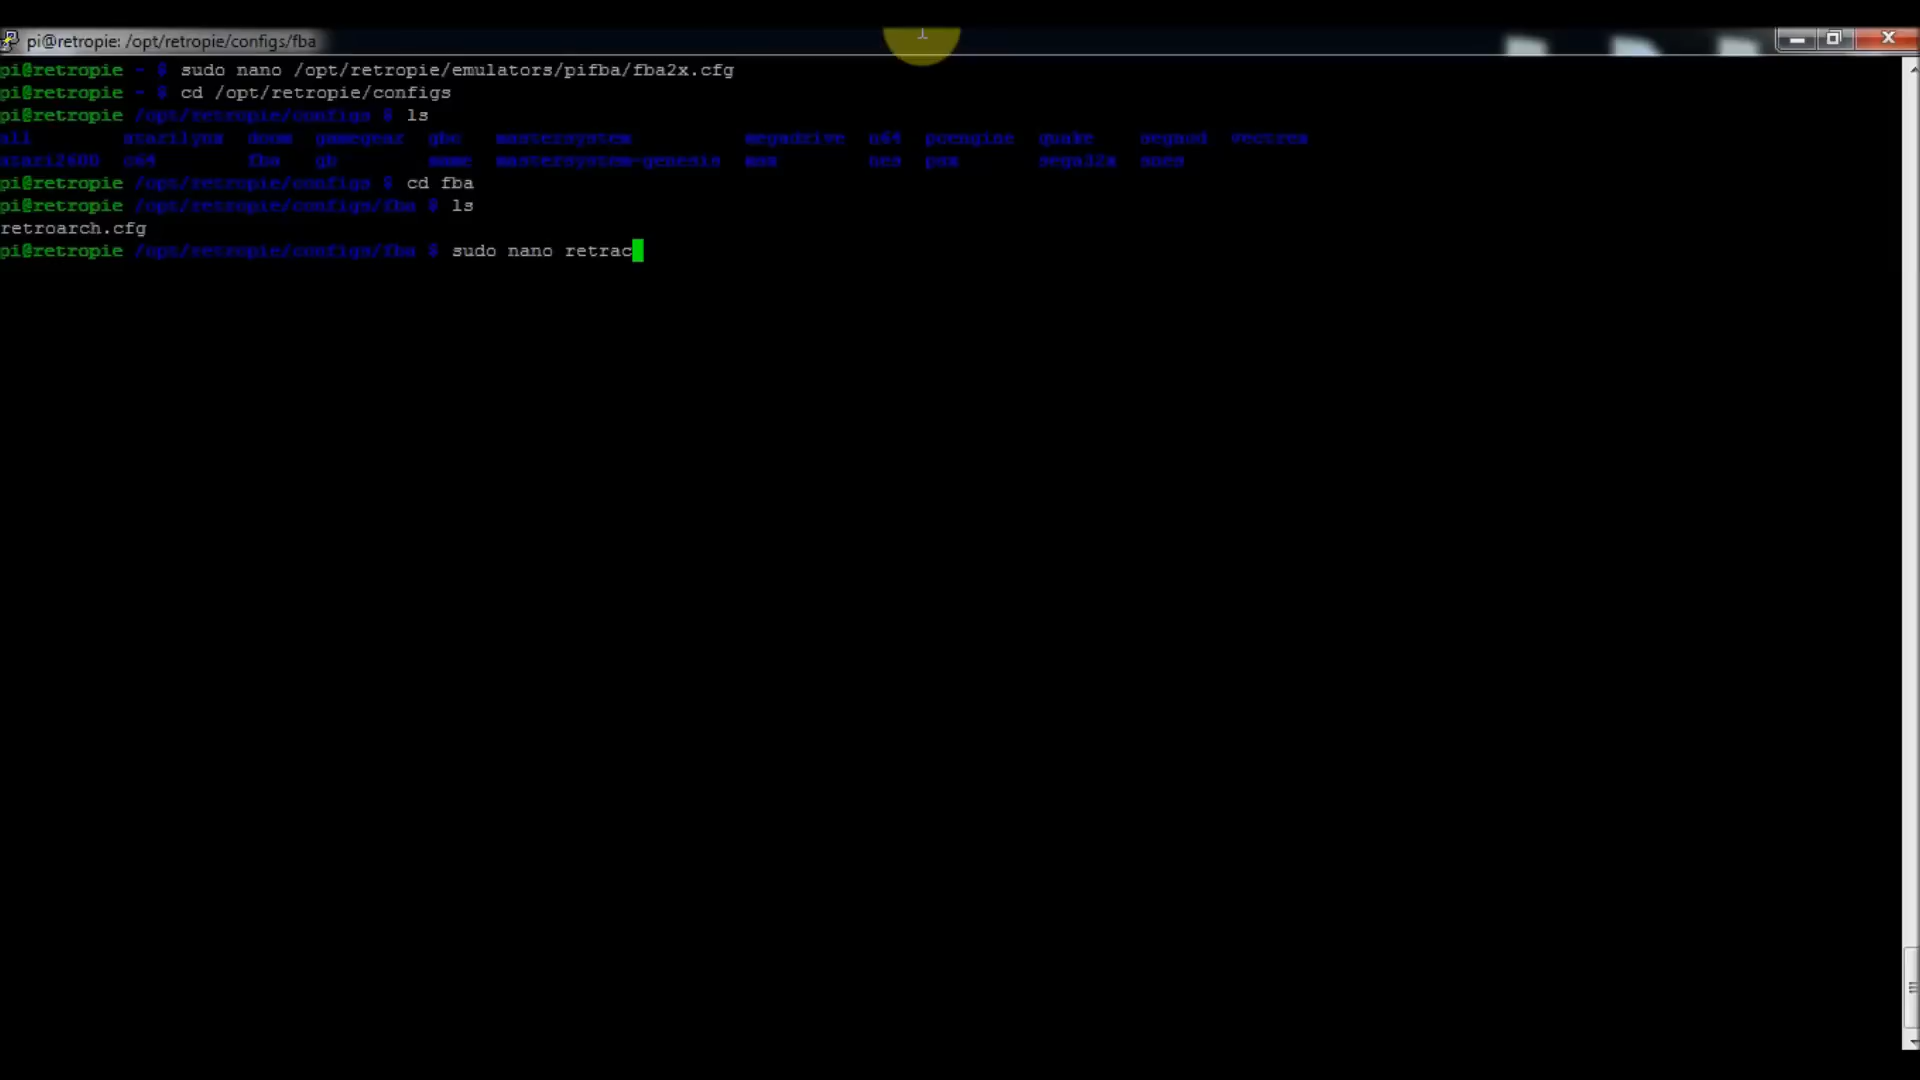 pi@retropie: /opt/retropie/configs/fba
pi@retropie ~ $ sudo nano /opt/retropie/emulators/pifba/fba2x.cfg
pi@retropie ~ $ cd /opt/retropie/configs
pi@retropie /opt/retropie/configs $ ls
all atarilynx doom gamegear gbc mastersystem megadrive n64 pcengine quake segacd vectrex
atari2600 c64 fba gb mame mastersystem-genesis msx nes psx sega32x snes
pi@retropie /opt/retropie/configs $ cd fba
pi@retropie /opt/retropie/configs/fba $ ls
retroarch.cfg
pi@retropie /opt/retropie/configs/fba $ sudo nano retrac